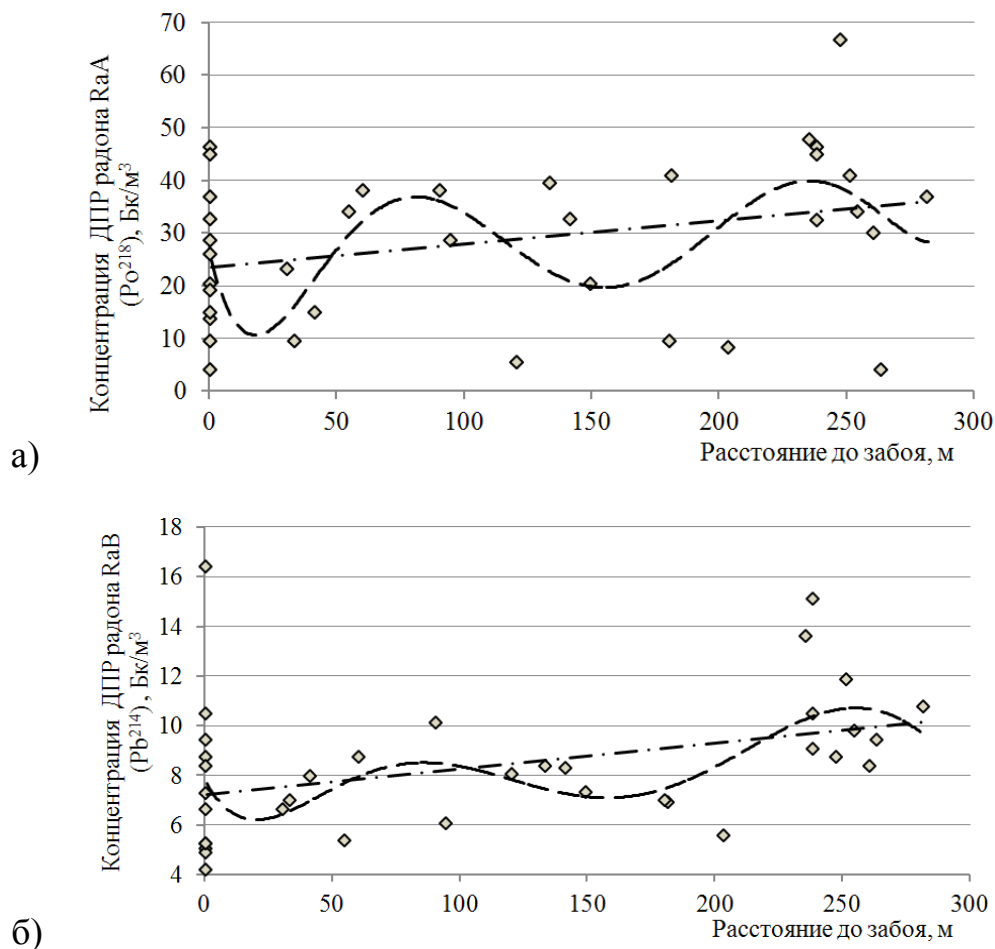 Концентрация ДПР радона RaA
(Po²¹⁸), Бк/м³
70
60
50
40
30
20
10
0
0 50 100 150 200 250 300
Расстояние до забоя, м
а)
Концентрация ДПР радона RaB
(Pb²¹⁴), Бк/м³
18
16
14
12
10
8
6
4
0 50 100 150 200 250 300
Расстояние до забоя, м
б)